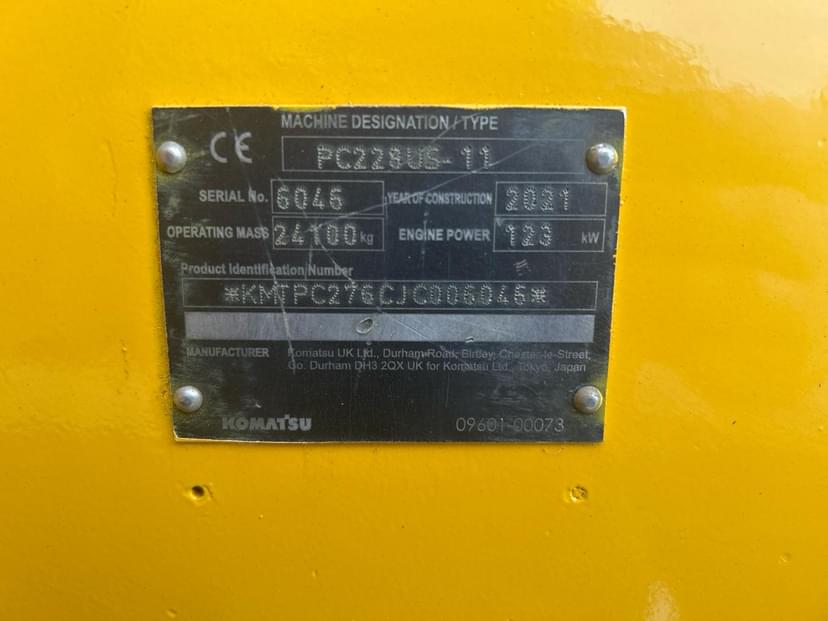 CE
MACHINE DESIGNATION / TYPE
PC228US-11
SERIAL No. 6046 YEAR OF CONSTRUCTION 2021
OPERATING MASS 24100 kg ENGINE POWER 123 kW
Product Identification Number
*KMTPC276CJC006046*
MANUFACTURER Komatsu UK Ltd., Durham Road, Birtley, Chester-le-Street,
Co. Durham DH3 2QX UK for Komatsu Ltd., Tokyo, Japan
KOMATSU 09601-00073